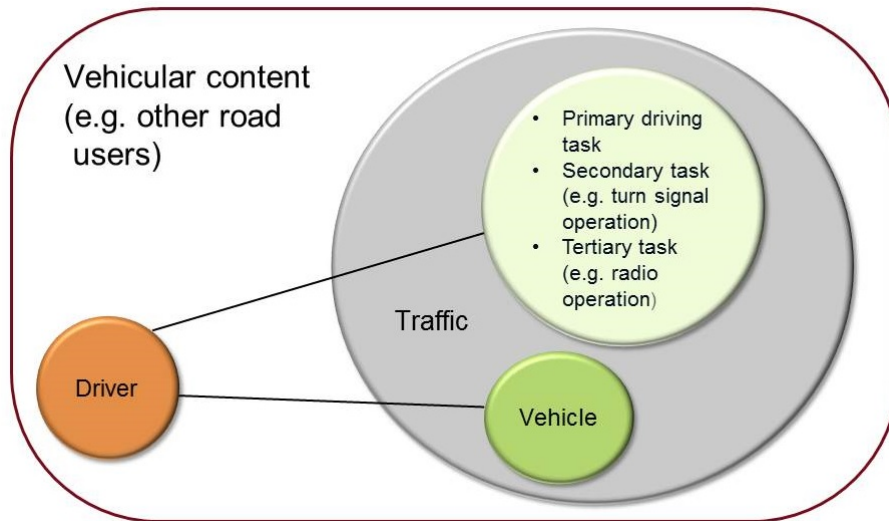 Vehicular content
(e.g. other road
users)
• Primary driving
task
• Secondary task
(e.g. turn signal
operation)
• Tertiary task
(e.g. radio
operation)
Traffic
Driver
Vehicle